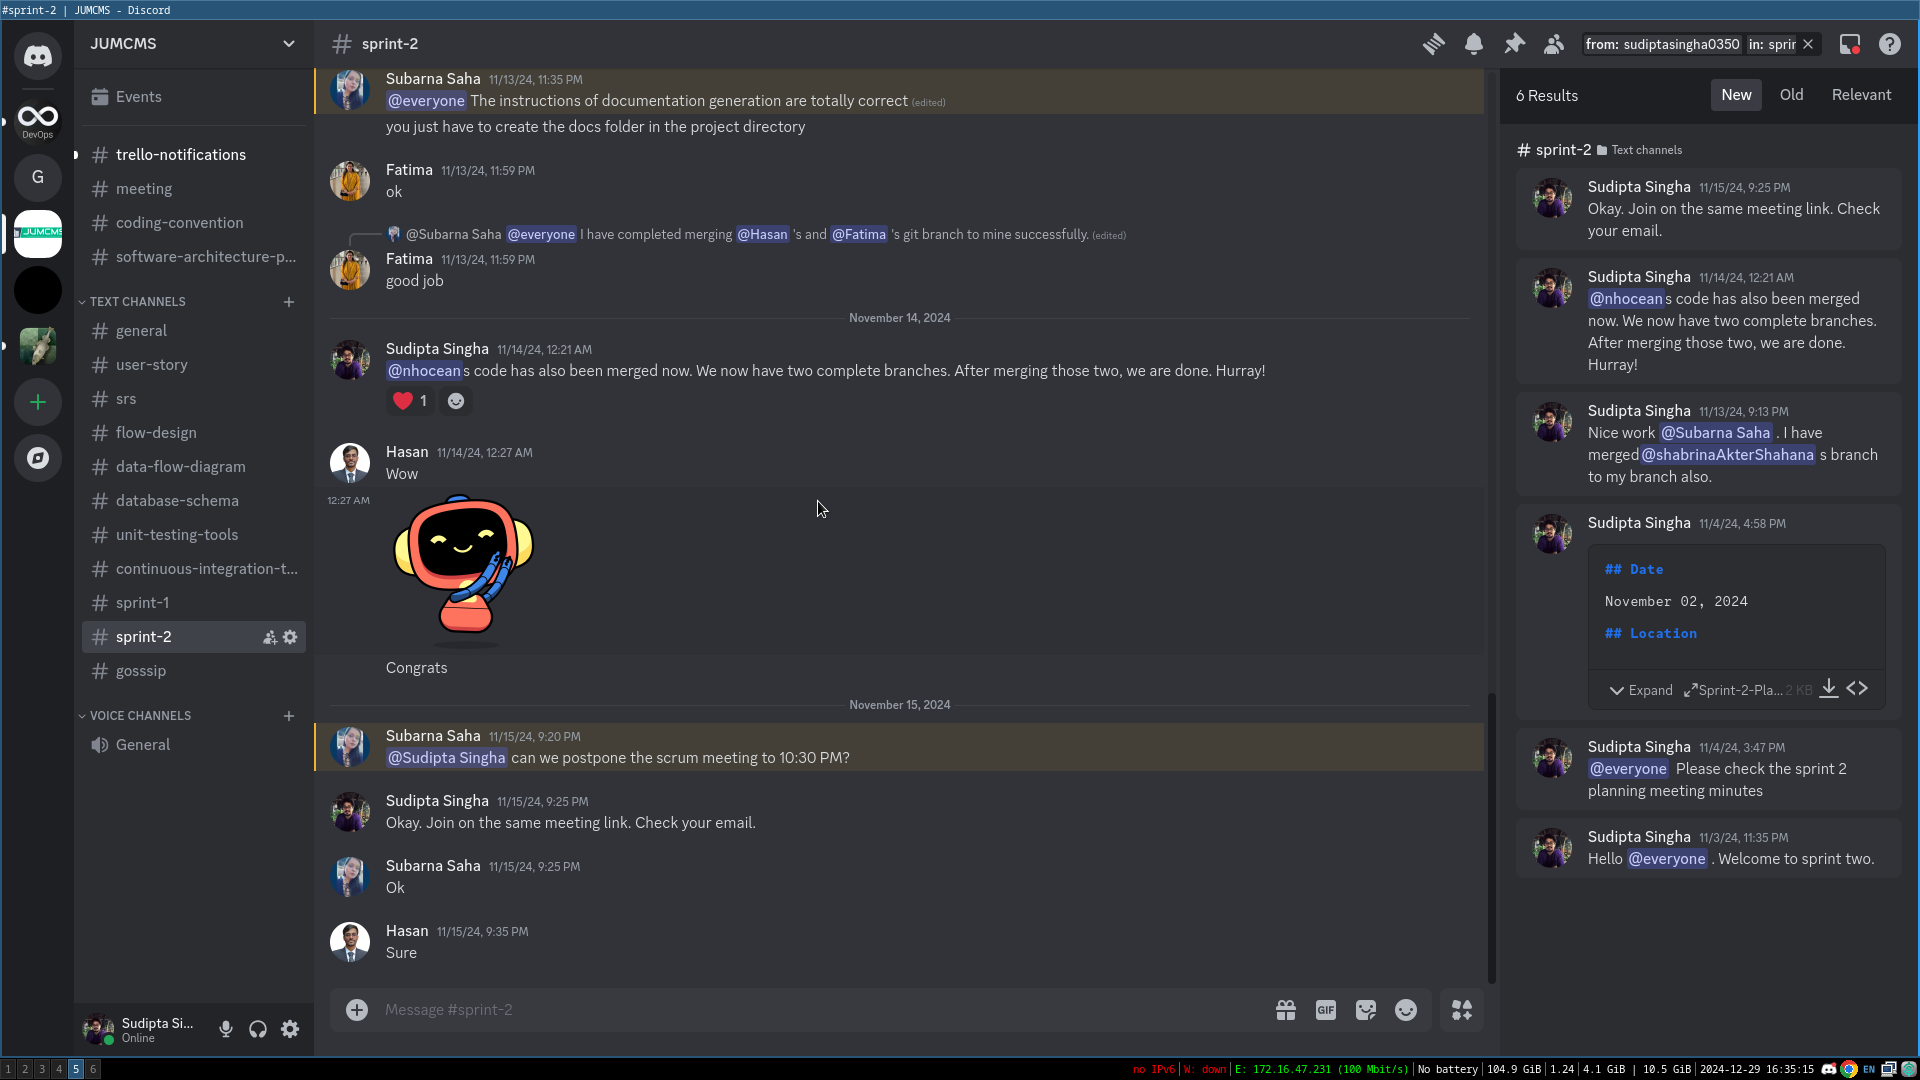 #sprint-2 | JUMCMS - Discord
JUMCMS
Events
trello-notifications
meeting
coding-convention
software-architecture-p...
TEXT CHANNELS
general
user-story
srs
flow-design
data-flow-diagram
database-schema
unit-testing-tools
continuous-integration-t...
sprint-1
sprint-2
gosssip
VOICE CHANNELS
General
DevOps
G
JUMCMS
Sudipta Si...
Online
# sprint-2
from: sudiptasingha0350 in: sprin
Subarna Saha 11/13/24, 11:35 PM
@everyone The instructions of documentation generation are totally correct (edited)
you just have to create the docs folder in the project directory
Fatima 11/13/24, 11:59 PM
ok
@Subarna Saha @everyone I have completed merging @Hasan 's and @Fatima 's git branch to mine successfully. (edited)
Fatima 11/13/24, 11:59 PM
good job
November 14, 2024
Sudipta Singha 11/14/24, 12:21 AM
@nhocean s code has also been merged now. We now have two complete branches. After merging those two, we are done. Hurray!
1
Hasan 11/14/24, 12:27 AM
Wow
12:27 AM
Congrats
November 15, 2024
Subarna Saha 11/15/24, 9:20 PM
@Sudipta Singha can we postpone the scrum meeting to 10:30 PM?
Sudipta Singha 11/15/24, 9:25 PM
Okay. Join on the same meeting link. Check your email.
Subarna Saha 11/15/24, 9:25 PM
Ok
Hasan 11/15/24, 9:35 PM
Sure
Message #sprint-2
GIF
6 Results
New Old Relevant
# sprint-2 Text channels
Sudipta Singha 11/15/24, 9:25 PM
Okay. Join on the same meeting link. Check
your email.
Sudipta Singha 11/14/24, 12:21 AM
@nhocean s code has also been merged
now. We now have two complete branches.
After merging those two, we are done.
Hurray!
Sudipta Singha 11/13/24, 9:13 PM
Nice work @Subarna Saha . I have
merged @shabrinaAkterShahana s branch
to my branch also.
Sudipta Singha 11/4/24, 4:58 PM
## Date
November 02, 2024
## Location
Expand Sprint-2-Pla... 2 KB
Sudipta Singha 11/4/24, 3:47 PM
@everyone Please check the sprint 2
planning meeting minutes
Sudipta Singha 11/3/24, 11:35 PM
Hello @everyone . Welcome to sprint two.
1 2 3 4 5 6
no IPv6 | W: down | E: 172.16.47.231 (100 Mbit/s) | No battery | 104.9 GiB | 1.24 | 4.1 GiB | 10.5 GiB | 2024-12-29 16:35:15 EN